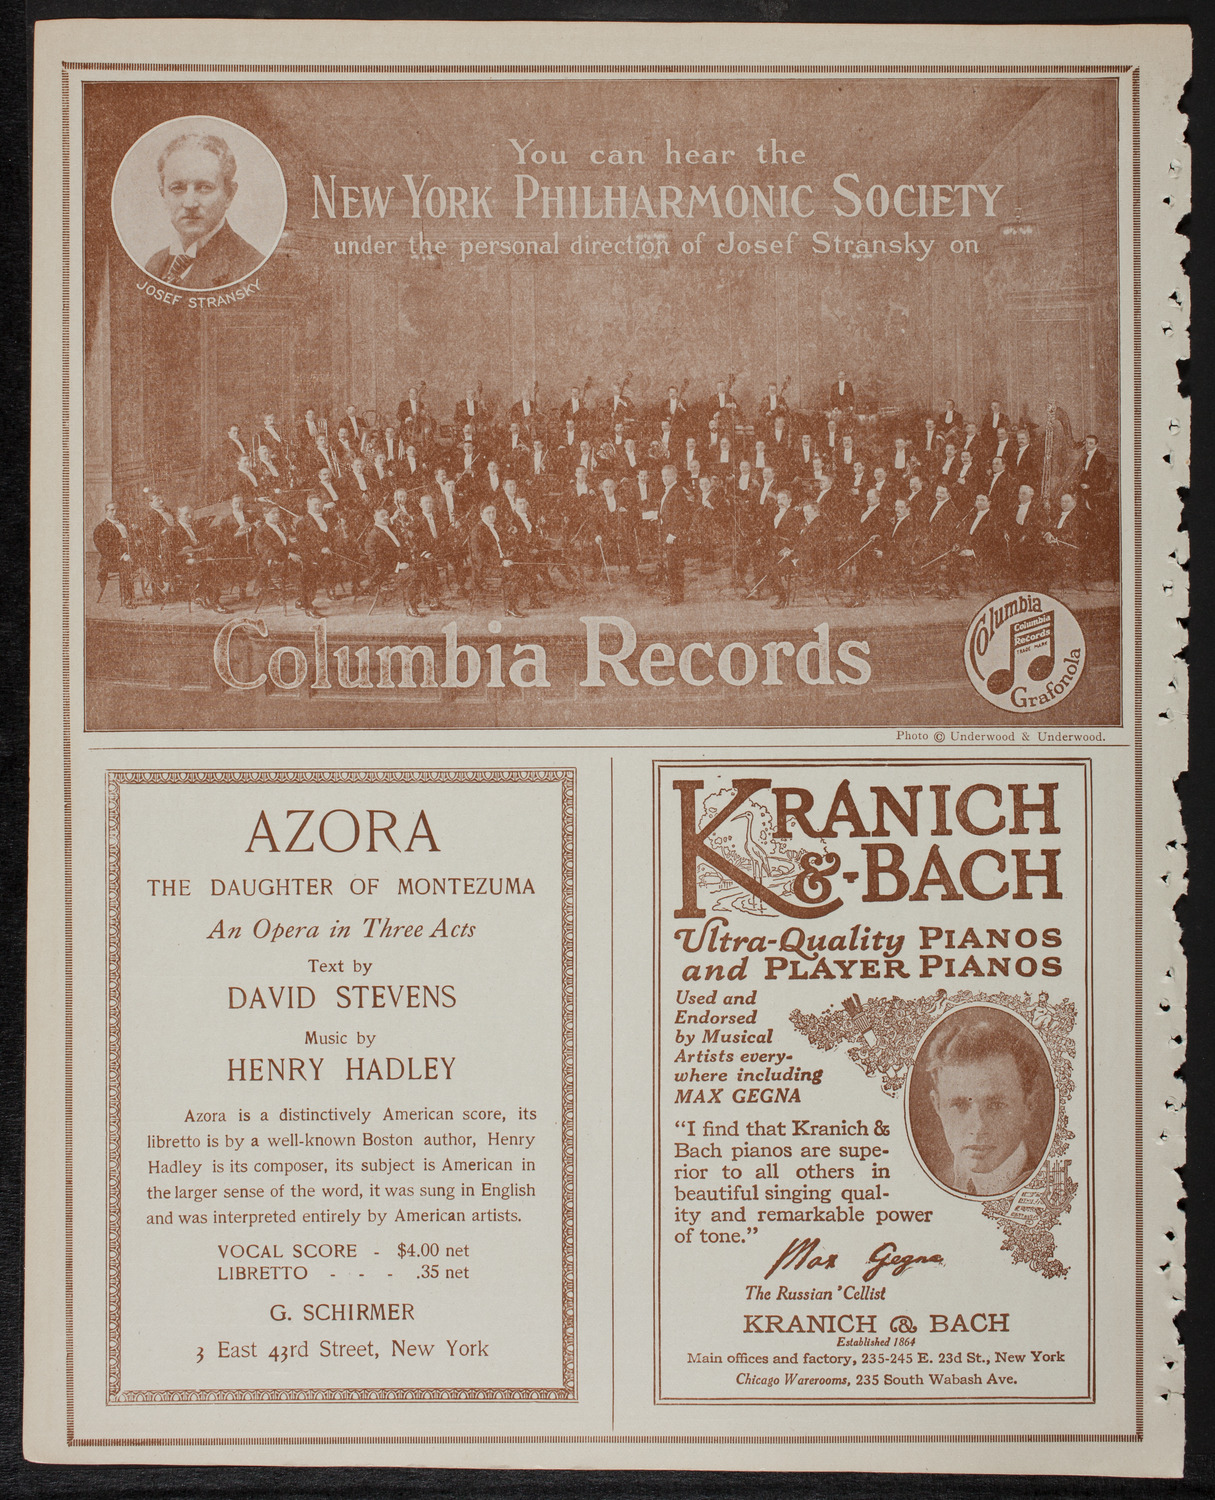 You can hear the
NEW YORK PHILHARMONIC SOCIETY
under the personal direction of Josef Stransky on
JOSEF STRANSKY
Columbia Records
Columbia
Columbia
Records
TRADE MARK
Grafonola
Photo © Underwood & Underwood.
AZORA
THE DAUGHTER OF MONTEZUMA
An Opera in Three Acts
Text by
DAVID STEVENS
Music by
HENRY HADLEY
Azora is a distinctively American score, its
libretto is by a well-known Boston author, Henry
Hadley is its composer, its subject is American in
the larger sense of the word, it was sung in English
and was interpreted entirely by American artists.
VOCAL SCORE - $4.00 net
LIBRETTO - - - .35 net
G. SCHIRMER
3 East 43rd Street, New York
KRANICH
&-BACH
Ultra-Quality PIANOS
and PLAYER PIANOS
Used and
Endorsed
by Musical
Artists every-
where including
MAX GEGNA
"I find that Kranich &
Bach pianos are supe-
rior to all others in
beautiful singing qual-
ity and remarkable power
of tone."
Max Gegna
The Russian 'Cellist
KRANICH & BACH
Established 1864
Main offices and factory, 235-245 E. 23d St., New York
Chicago Warerooms, 235 South Wabash Ave.